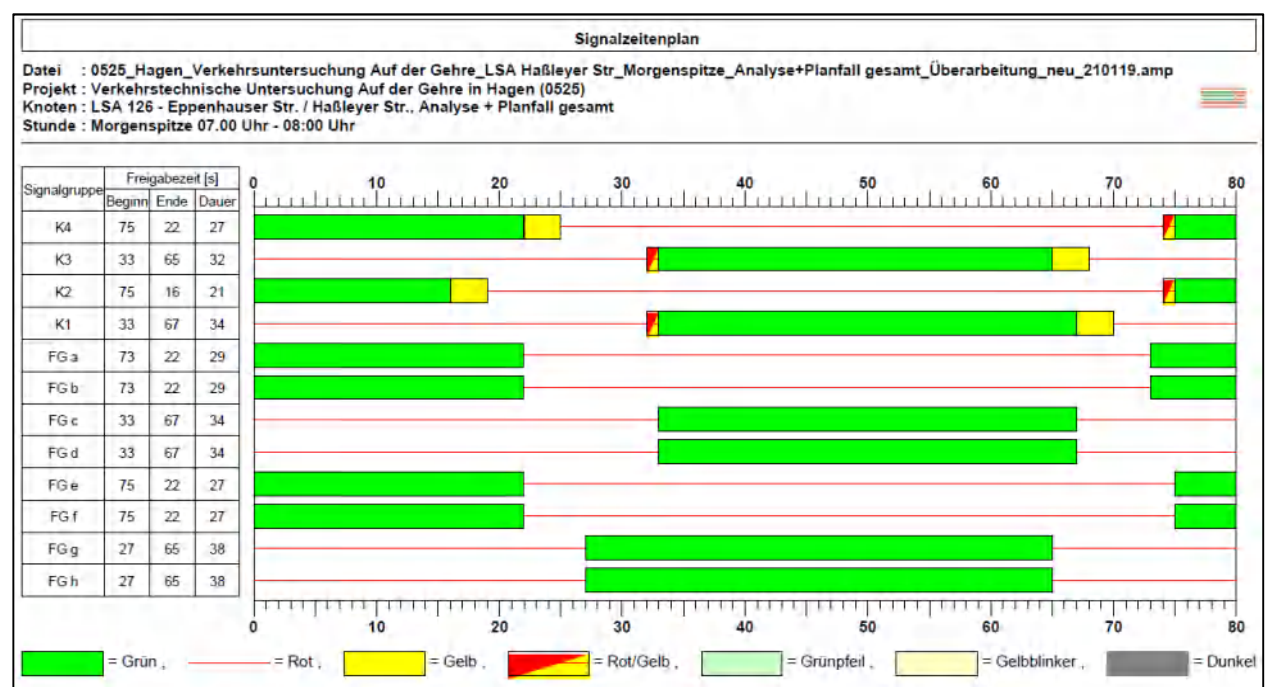 Signalzeitenplan
Datei : 0525_Hagen_Verkehrsuntersuchung Auf der Gehre_LSA Haßleyer Str_Morgenspitze_Analyse+Planfall gesamt_Überarbeitung_neu_210119.amp
Projekt : Verkehrstechnische Untersuchung Auf der Gehre in Hagen (0525)
Knoten : LSA 126 - Eppenhauser Str. / Haßleyer Str., Analyse + Planfall gesamt
Stunde : Morgenspitze 07.00 Uhr - 08:00 Uhr
Signalgruppe Freigabezeit [s]
Beginn Ende Dauer
0 10 20 30 40 50 60 70 80
K4 75 22 27
K3 33 65 32
K2 75 16 21
K1 33 67 34
FG a 73 22 29
FG b 73 22 29
FG c 33 67 34
FG d 33 67 34
FG e 75 22 27
FG f 75 22 27
FG g 27 65 38
FG h 27 65 38
0 10 20 30 40 50 60 70 80
= Grün , = Rot , = Gelb , = Rot/Gelb , = Grünpfeil , = Gelbblinker , = Dunkel